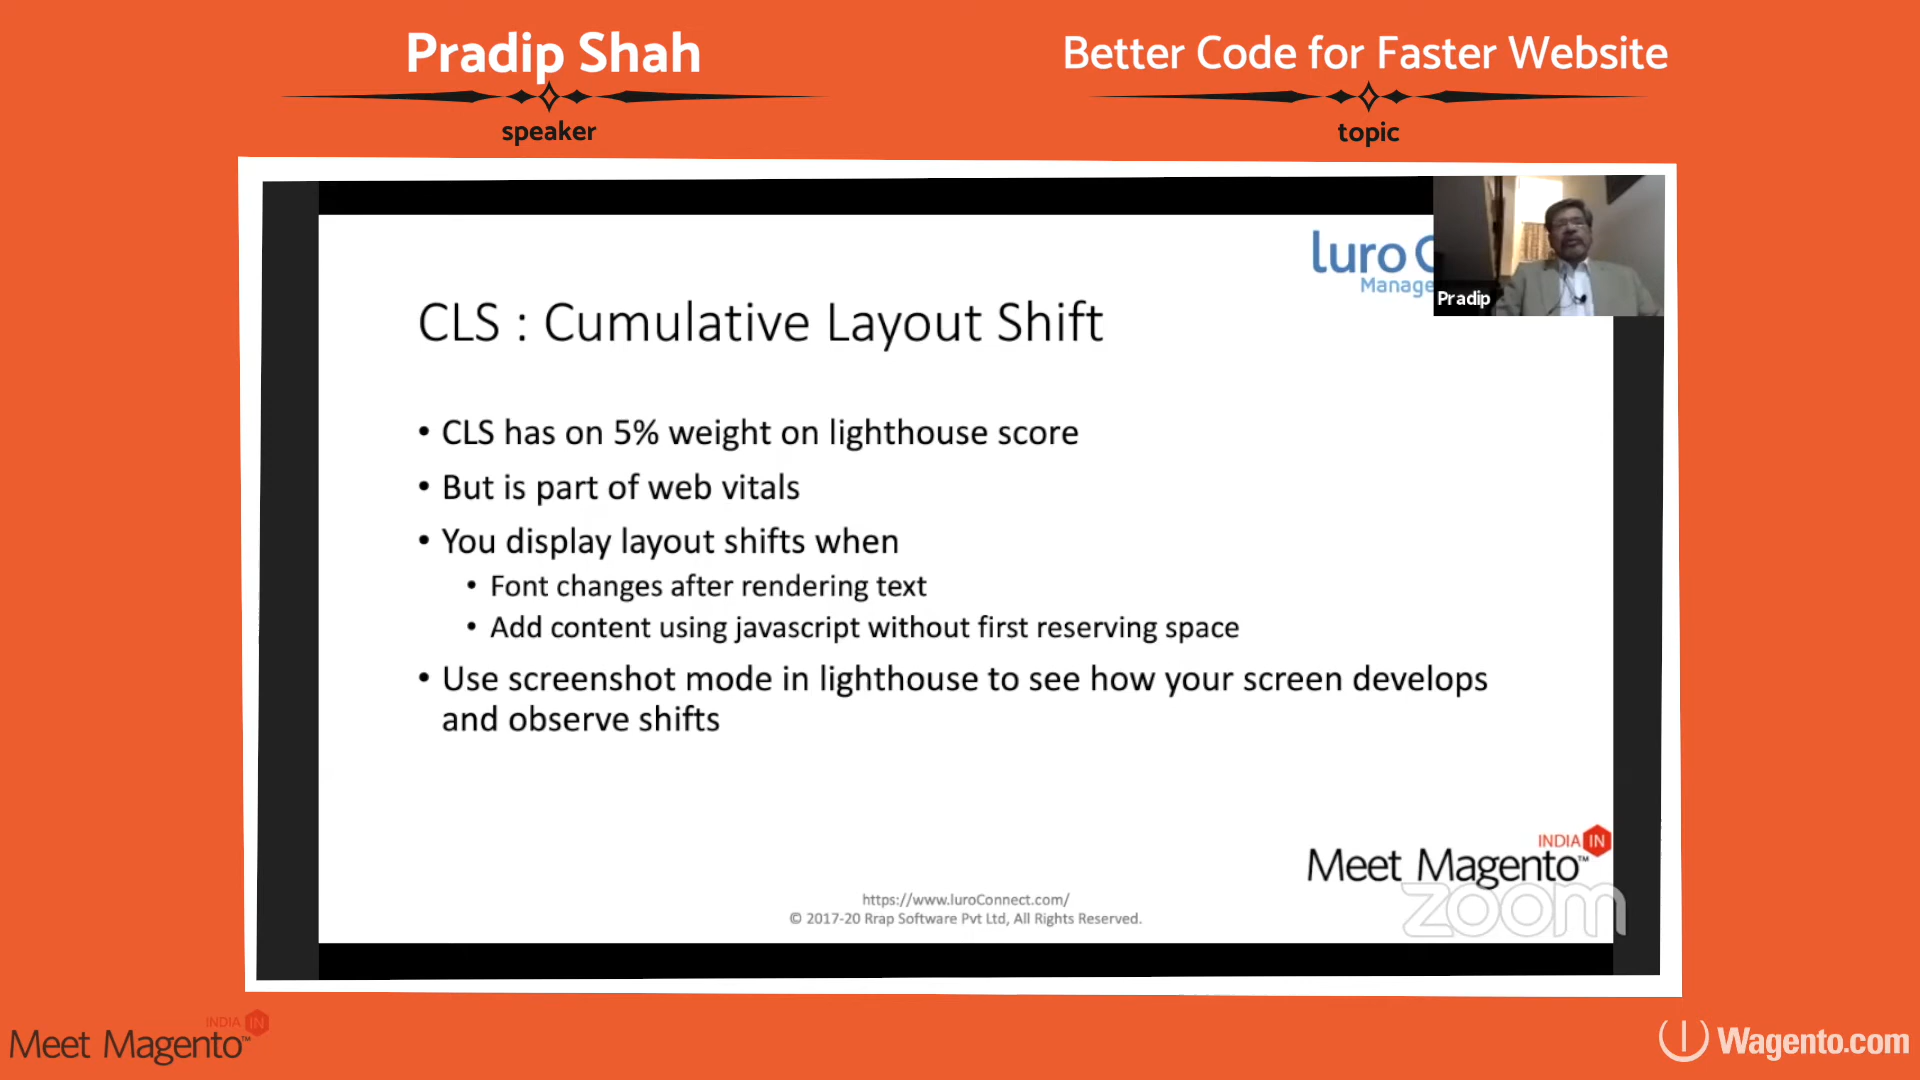 Pradip Shah
speaker
Better Code for Faster Website
topic
luro
Manage
Pradip
CLS : Cumulative Layout Shift
• CLS has on 5% weight on lighthouse score
• But is part of web vitals
• You display layout shifts when
• Font changes after rendering text
• Add content using javascript without first reserving space
• Use screenshot mode in lighthouse to see how your screen develops
and observe shifts
INDIA IN
Meet Magento™
zoom
https://www.luroConnect.com/
© 2017-20 Rrap Software Pvt Ltd, All Rights Reserved.
INDIA IN
Meet Magento™
Wagento.com